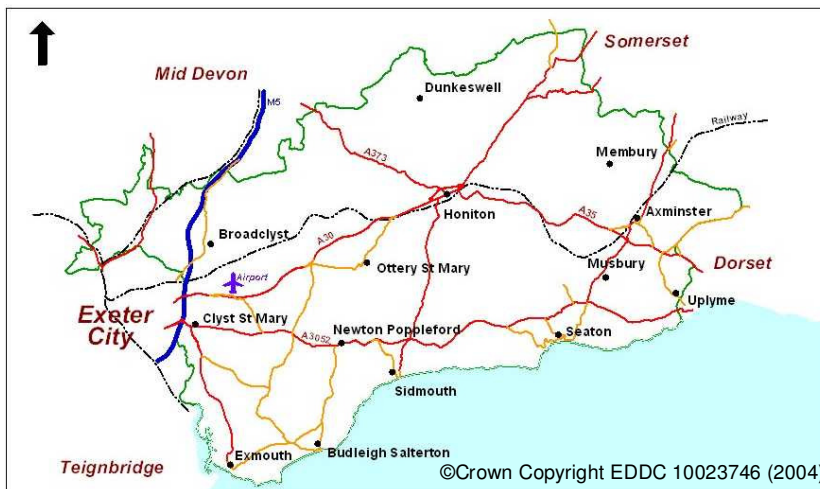 Somerset
Mid Devon
Dunkeswell
M5
Railway
A373
Membury
Honiton
A35
Axminster
Broadclyst
A30
Ottery St Mary
Airport
Musbury
Dorset
Uplyme
Exeter
City
Clyst St Mary
A3052
Newton Poppleford
Seaton
Sidmouth
Exmouth
Budleigh Salterton
Teignbridge
©Crown Copyright EDDC 10023746 (2004)